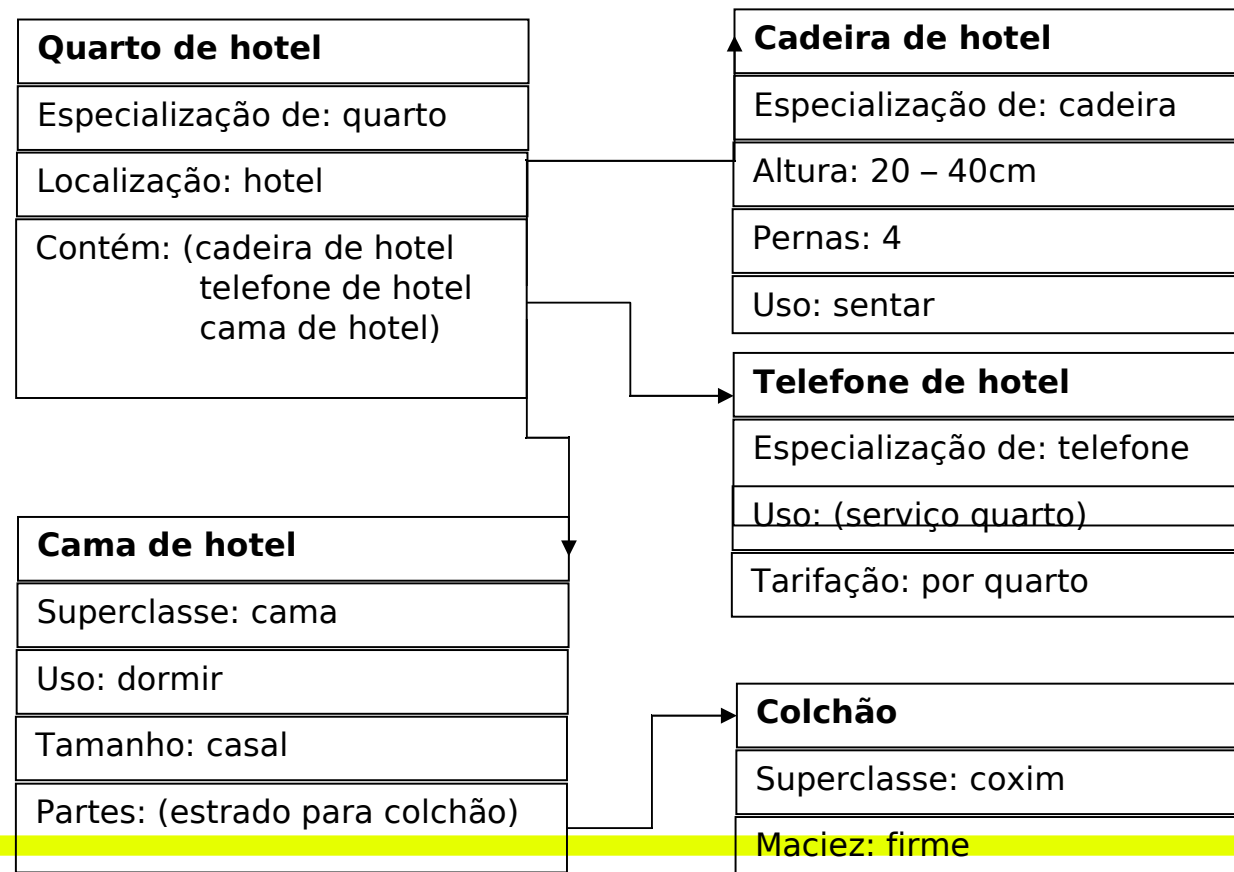 Quarto de hotel
Especialização de: quarto
Localização: hotel
Contém: (cadeira de hotel
telefone de hotel
cama de hotel)
Cadeira de hotel
Especialização de: cadeira
Altura: 20 – 40cm
Pernas: 4
Uso: sentar
Telefone de hotel
Especialização de: telefone
Uso: (serviço quarto)
Tarifação: por quarto
Cama de hotel
Superclasse: cama
Uso: dormir
Tamanho: casal
Partes: (estrado para colchão)
Colchão
Superclasse: coxim
Maciez: firme